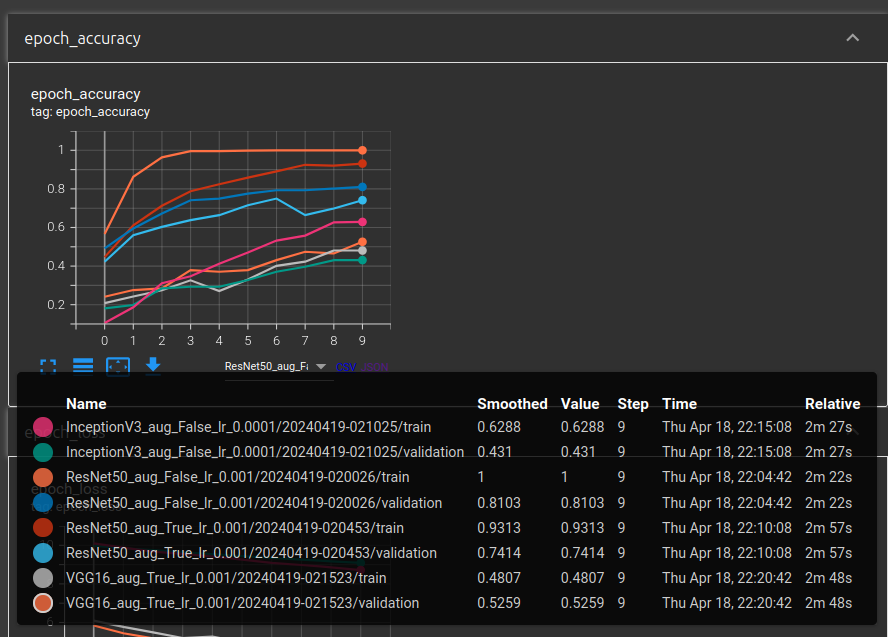 epoch_accuracy
epoch_accuracy
tag: epoch_accuracy
1
0.8
0.6
0.4
0.2
0 1 2 3 4 5 6 7 8 9
ResNet50_aug_Fa CSV JSON
Name Smoothed Value Step Time Relative
InceptionV3_aug_False_lr_0.0001/20240419-021025/train 0.6288 0.6288 9 Thu Apr 18, 22:15:08 2m 27s
epoch_loss
InceptionV3_aug_False_lr_0.0001/20240419-021025/validation 0.431 0.431 9 Thu Apr 18, 22:15:08 2m 27s
ResNet50_aug_False_lr_0.001/20240419-020026/train 1 1 9 Thu Apr 18, 22:04:42 2m 22s
epoch_loss
ResNet50_aug_False_lr_0.001/20240419-020026/validation 0.8103 0.8103 9 Thu Apr 18, 22:04:42 2m 22s
ResNet50_aug_True_lr_0.001/20240419-020453/train 0.9313 0.9313 9 Thu Apr 18, 22:10:08 2m 57s
ResNet50_aug_True_lr_0.001/20240419-020453/validation 0.7414 0.7414 9 Thu Apr 18, 22:10:08 2m 57s
VGG16_aug_True_lr_0.001/20240419-021523/train 0.4807 0.4807 9 Thu Apr 18, 22:20:42 2m 48s
VGG16_aug_True_lr_0.001/20240419-021523/validation 0.5259 0.5259 9 Thu Apr 18, 22:20:42 2m 48s
6